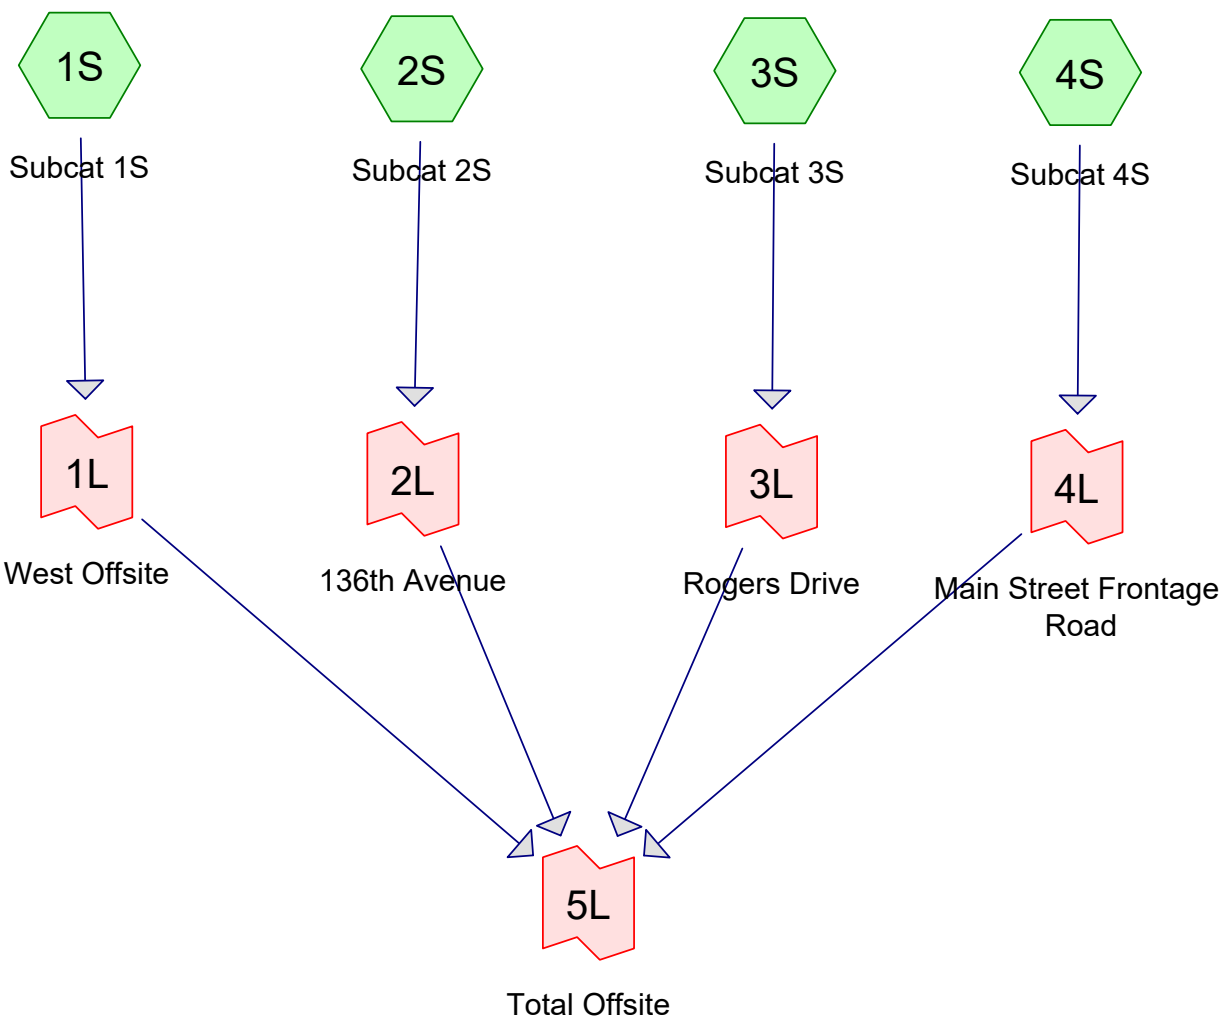 1S
2S
3S
4S
Subcat 1S
Subcat 2S
Subcat 3S
Subcat 4S
1L
2L
3L
4L
West Offsite
136th Avenue
Rogers Drive
Main Street Frontage
Road
5L
Total Offsite